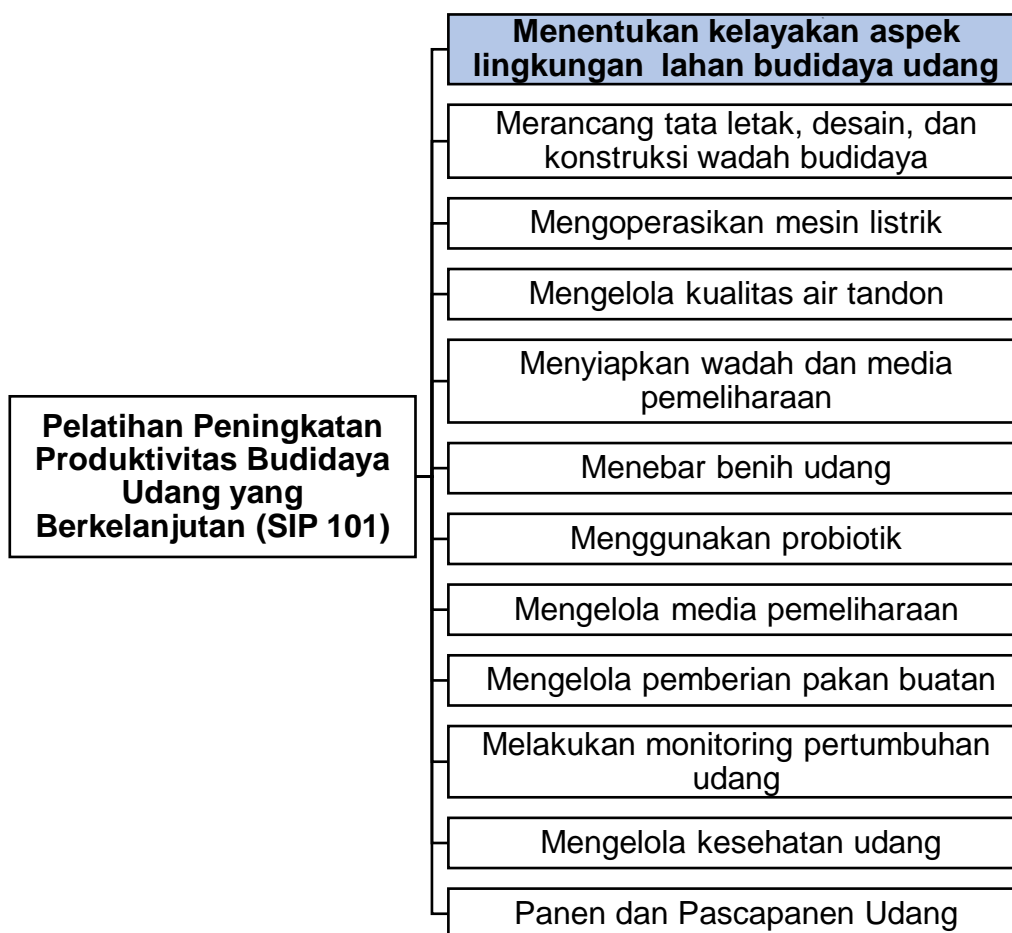 Menentukan kelayakan aspek
lingkungan lahan budidaya udang
Merancang tata letak, desain, dan
konstruksi wadah budidaya
Mengoperasikan mesin listrik
Mengelola kualitas air tandon
Menyiapkan wadah dan media
pemeliharaan
Pelatihan Peningkatan
Produktivitas Budidaya
Udang yang
Berkelanjutan (SIP 101)
Menebar benih udang
Menggunakan probiotik
Mengelola media pemeliharaan
Mengelola pemberian pakan buatan
Melakukan monitoring pertumbuhan
udang
Mengelola kesehatan udang
Panen dan Pascapanen Udang